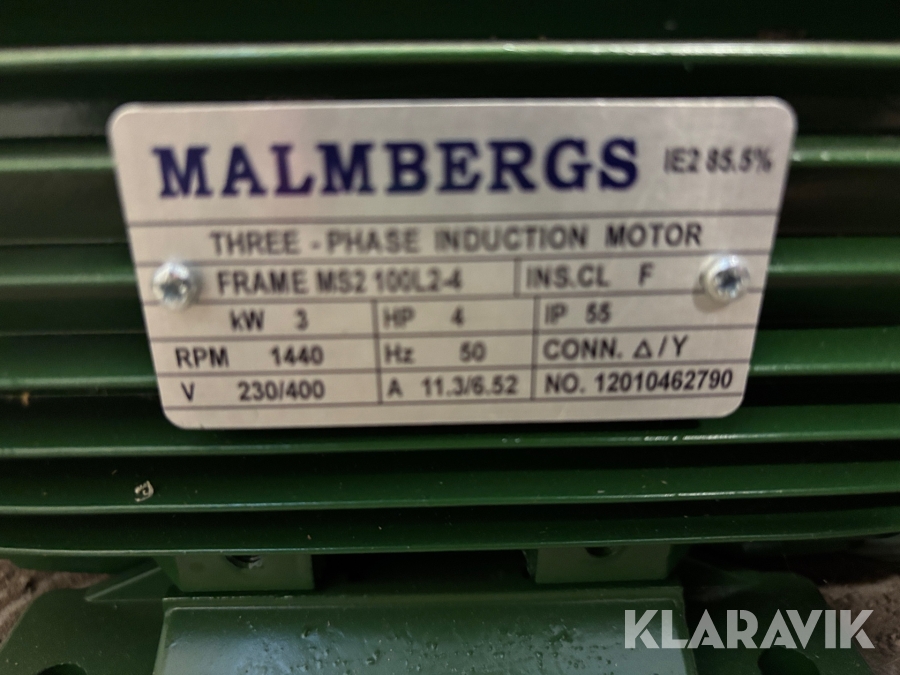 MALMBERGS IE2 85.5%
THREE - PHASE INDUCTION MOTOR
FRAME MS2 100L2-4 INS.CL F
kW 3 HP 4 IP 55
RPM 1440 Hz 50 CONN. Δ/Y
V 230/400 A 11.3/6.52 NO. 12010462790
KLARAVIK